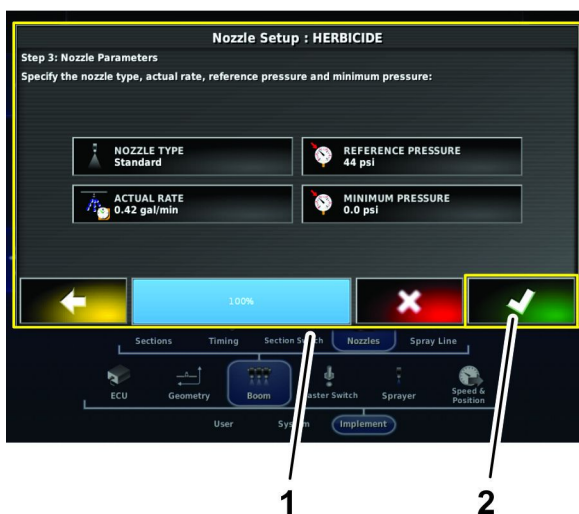 Nozzle Setup : HERBICIDE
Step 3: Nozzle Parameters
Specify the nozzle type, actual rate, reference pressure and minimum pressure:
NOZZLE TYPE
Standard
REFERENCE PRESSURE
44 psi
ACTUAL RATE
0.42 gal/min
MINIMUM PRESSURE
0.0 psi
100%
Sections Timing Section Nozzles Spray Line
ECU Geometry Boom Switch Sprayer Speed & Position
User Implement
1 2